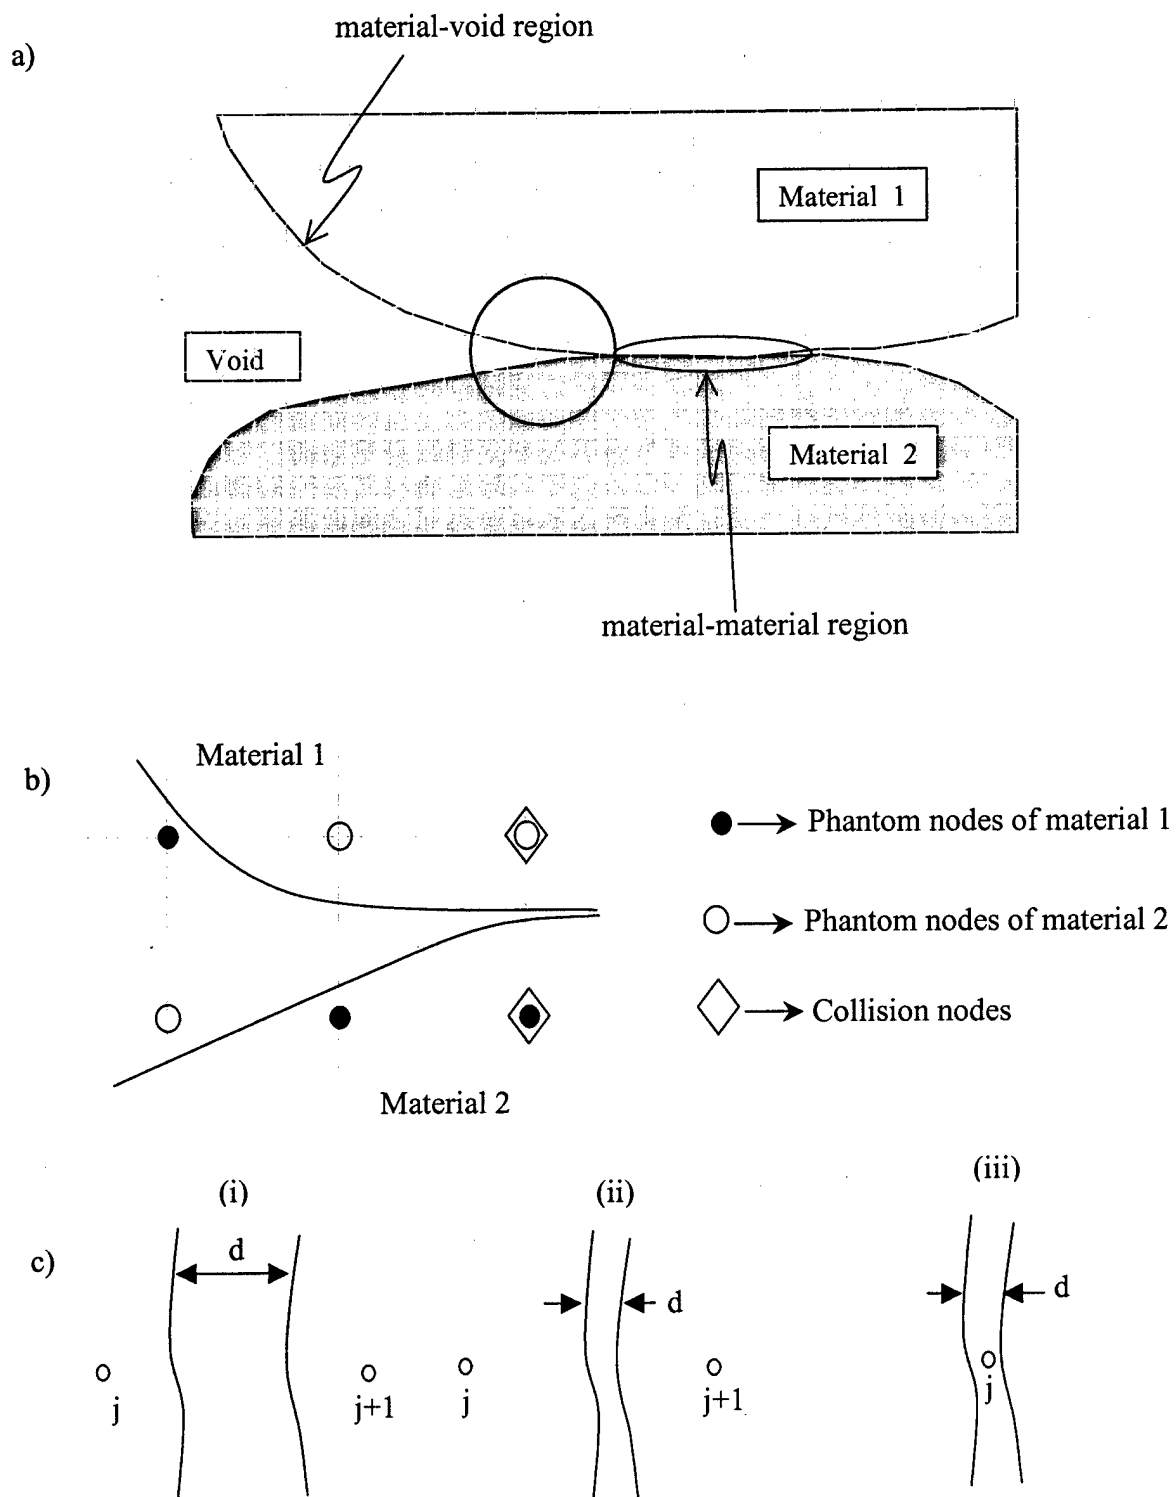 material-void region
a)
Material 1
Void
Material 2
material-material region
Material 1
b)
Phantom nodes of material 1
Phantom nodes of material 2
Collision nodes
Material 2
(i)
(ii)
(iii)
c)
d
d
d
j
j+1
j
j+1
j